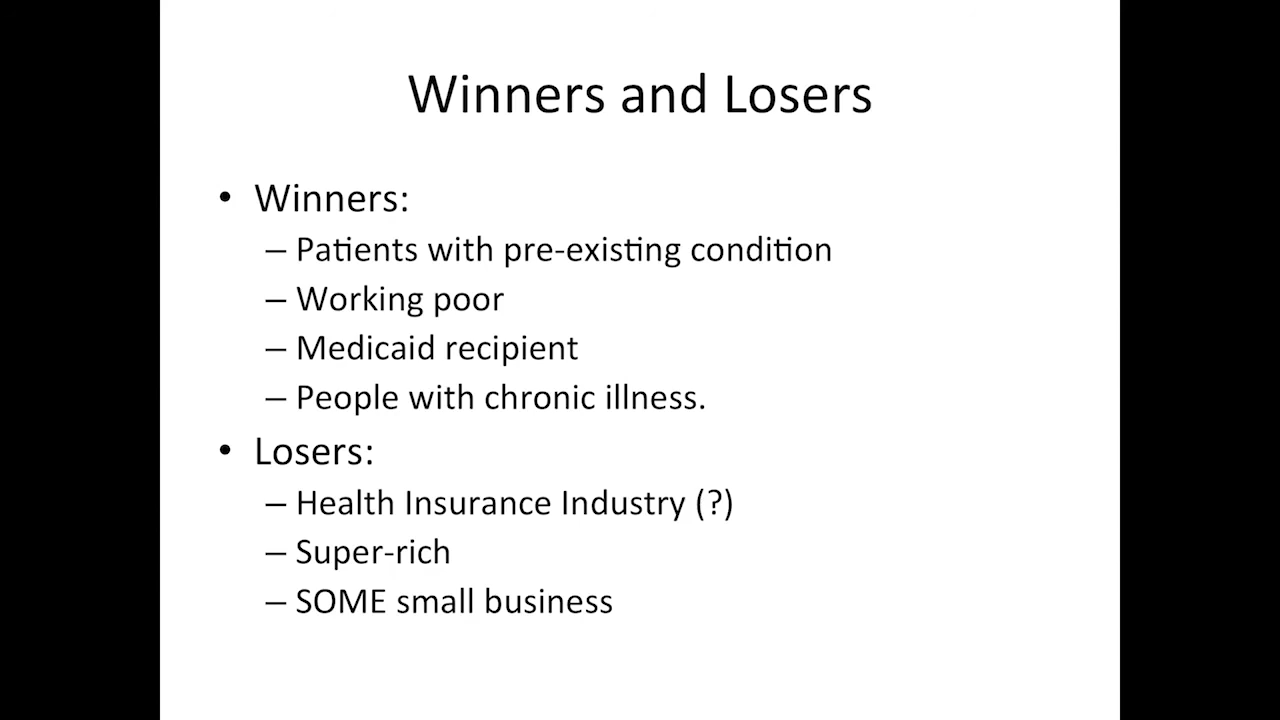 Winners and Losers
• Winners:
– Patients with pre-existing condition
– Working poor
– Medicaid recipient
– People with chronic illness.
• Losers:
– Health Insurance Industry (?)
– Super-rich
– SOME small business